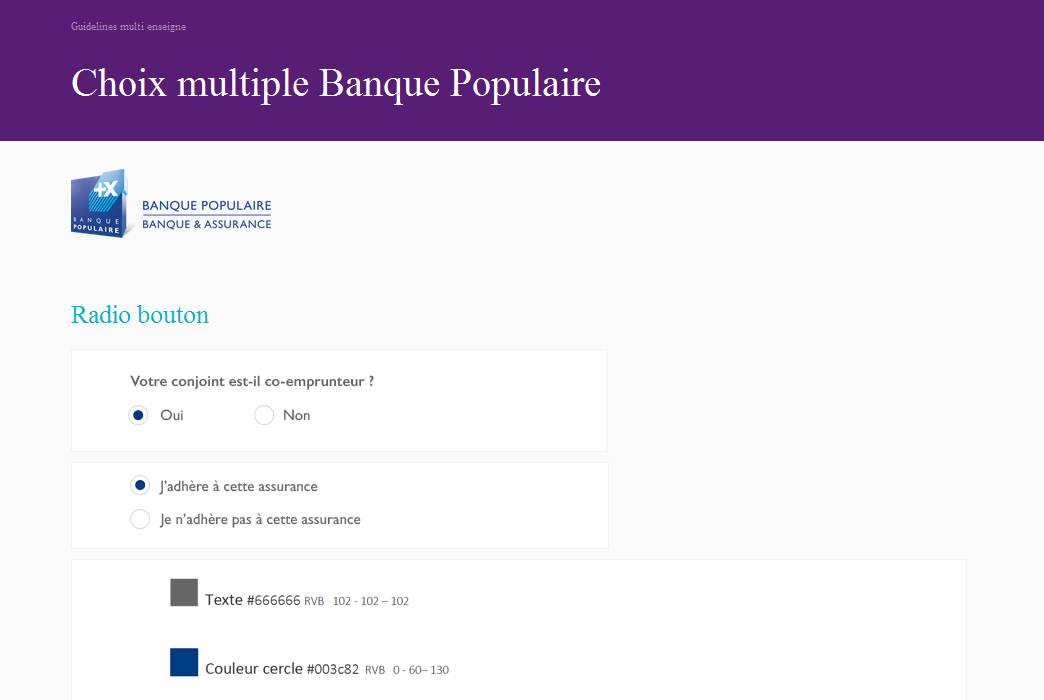 Guidelines multi enseigne
Choix multiple Banque Populaire
+X
BANQUE
POPULAIRE
BANQUE POPULAIRE
BANQUE & ASSURANCE
Radio bouton
Votre conjoint est-il co-emprunteur ?
Oui Non
J'adhère à cette assurance
Je n'adhère pas à cette assurance
Texte #666666 RVB 102 - 102 – 102
Couleur cercle #003c82 RVB 0 - 60– 130